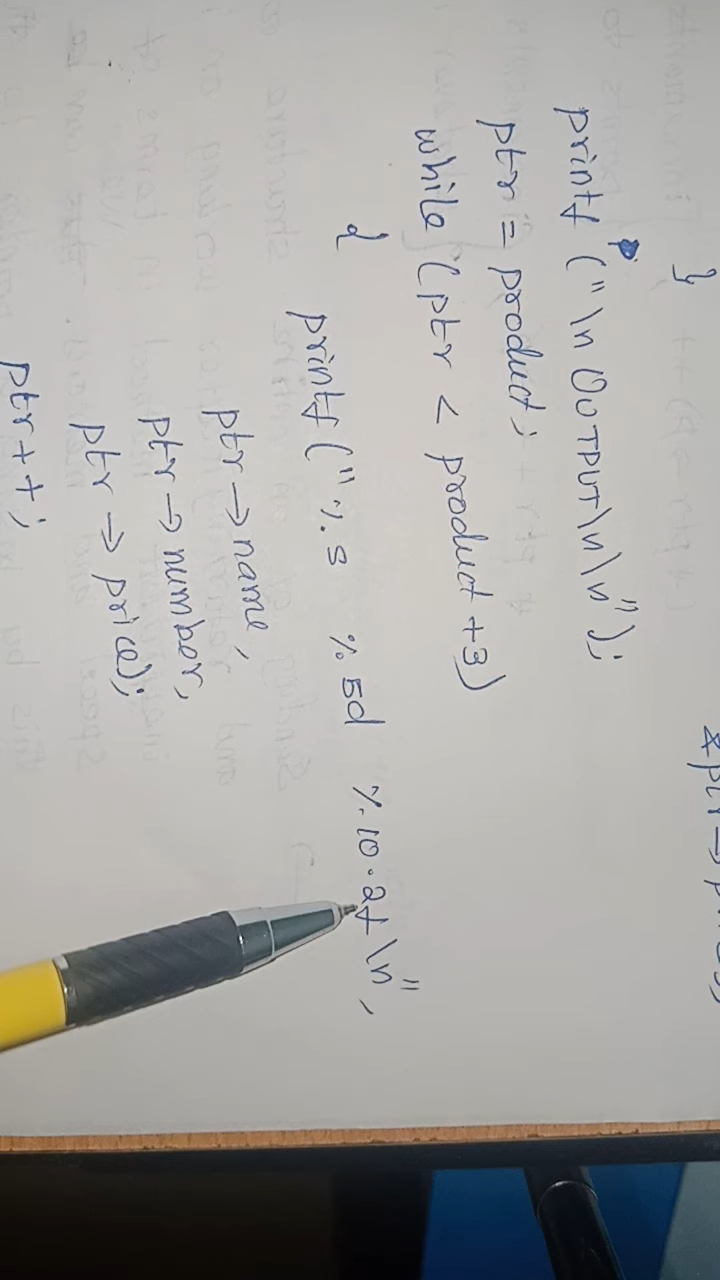 }
printf ("\n OUTPUT\n\n");
ptr = product;
while (ptr < product +3)
{
printf ("%s %5d %10.2f\n",
ptr→name,
ptr→number,
ptr→price);
ptr++;